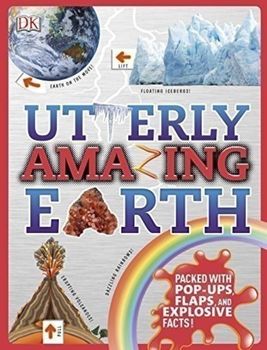 DK
EARTH ON THE MOVE!
LIFT
FLOATING ICEBERGS!
UTTERLY
AMAZING
EARTH
ERUPTING VOLCANOES!
DAZZLING RAINBOWS!
PULL
PACKED WITH
POP-UPS,
FLAPS, AND
EXPLOSIVE
FACTS!